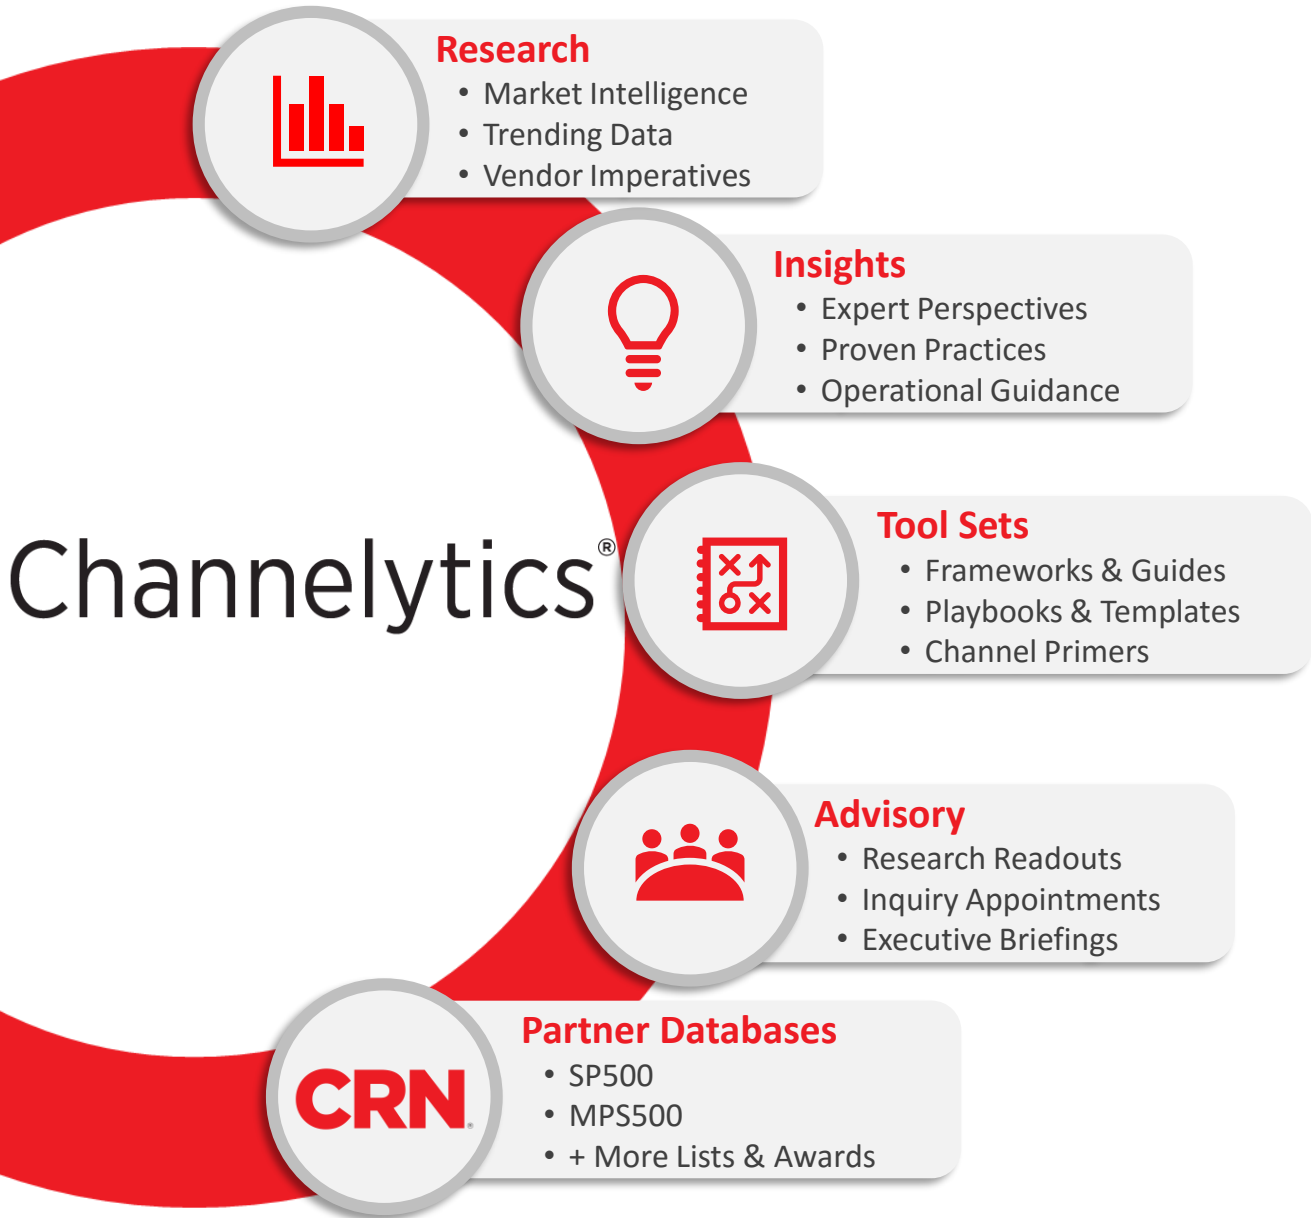 Research
• Market Intelligence
• Trending Data
• Vendor Imperatives
Insights
• Expert Perspectives
• Proven Practices
• Operational Guidance
Channelytics®
Tool Sets
• Frameworks & Guides
• Playbooks & Templates
• Channel Primers
Advisory
• Research Readouts
• Inquiry Appointments
• Executive Briefings
CRN®
Partner Databases
• SP500
• MPS500
• + More Lists & Awards